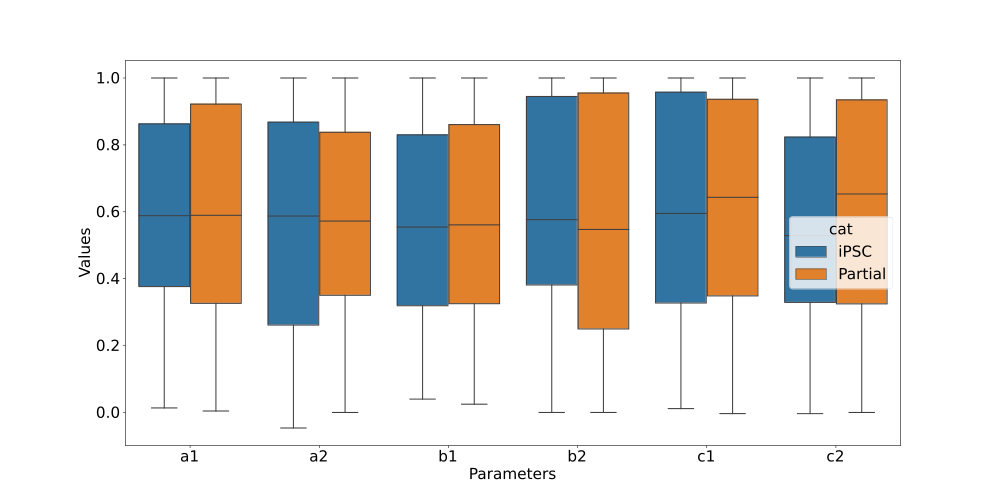 1.0
0.8
0.6
0.4
0.2
0.0
Values
a1 a2 b1 b2 c1 c2
Parameters
cat
iPSC
Partial